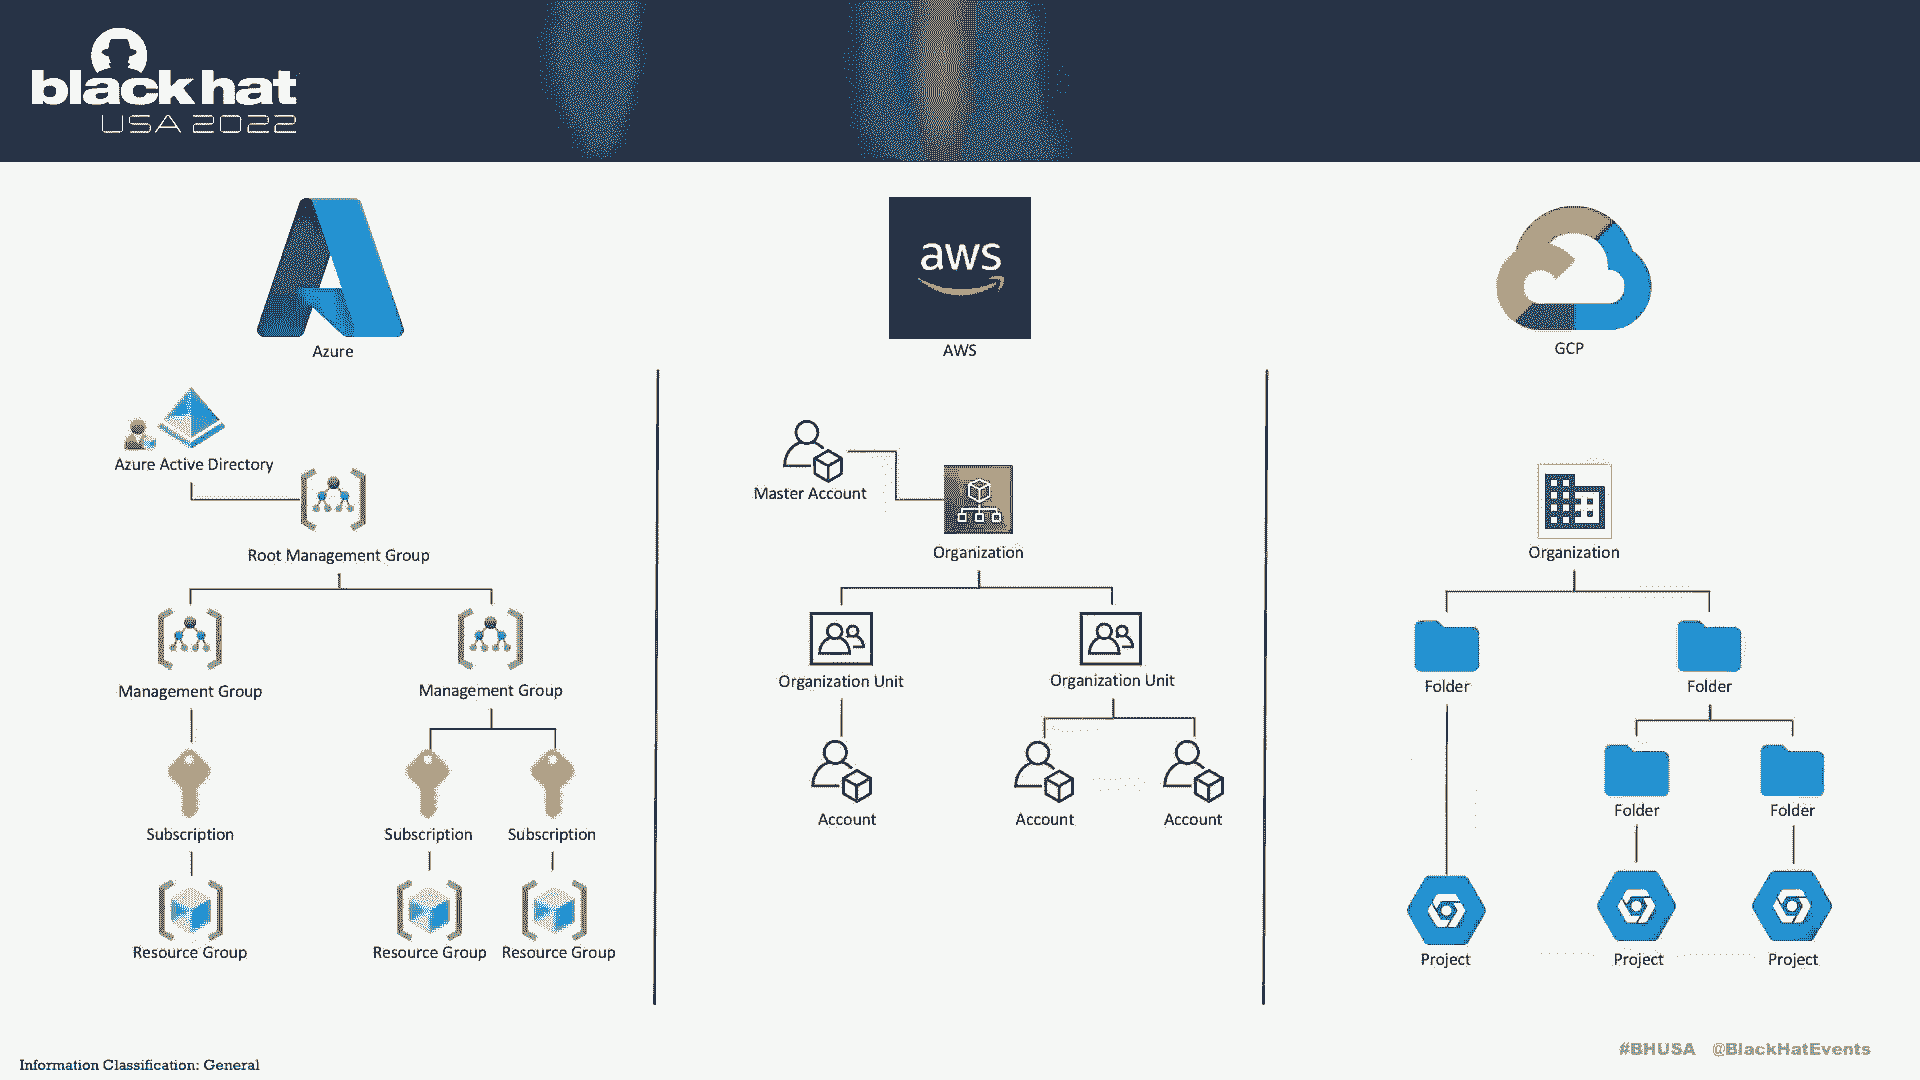 black hat
USA 2022
Azure
Azure Active Directory
Root Management Group
Management Group
Management Group
Subscription
Subscription
Subscription
Resource Group
Resource Group
Resource Group
aws
AWS
Master Account
Organization
Organization Unit
Organization Unit
Account
Account
Account
GCP
Organization
Folder
Folder
Folder
Folder
Project
Project
Project
Information Classification: General
#BHUSA @BlackHatEvents